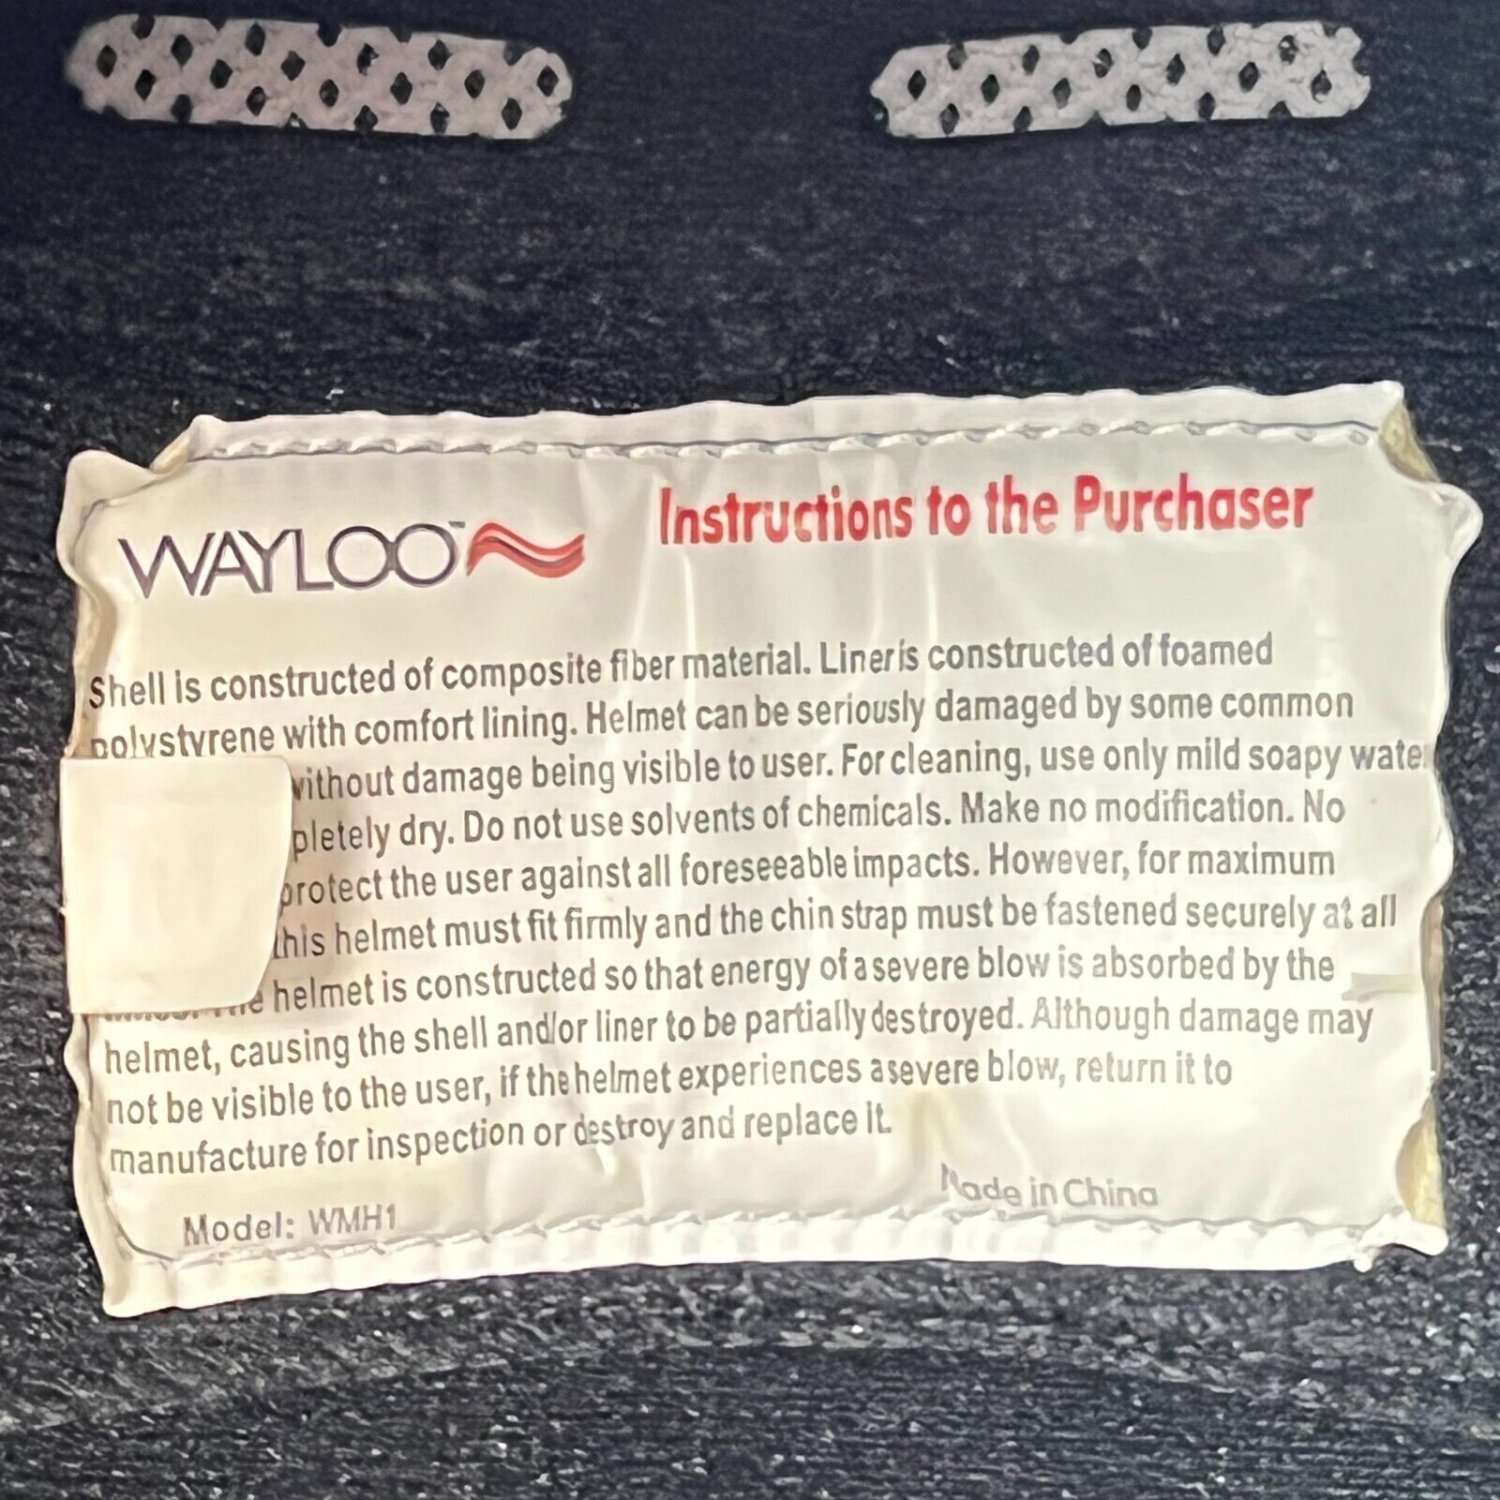 WAYLOO™
Instructions to the Purchaser
Shell is constructed of composite fiber material. Liner is constructed of foamed
polystyrene with comfort lining. Helmet can be seriously damaged by some common
without damage being visible to user. For cleaning, use only mild soapy water
pletely dry. Do not use solvents of chemicals. Make no modification. No
protect the user against all foreseeable impacts. However, for maximum
this helmet must fit firmly and the chin strap must be fastened securely at all
helmet is constructed so that energy of a severe blow is absorbed by the
helmet, causing the shell and/or liner to be partially destroyed. Although damage may
not be visible to the user, if the helmet experiences a severe blow, return it to
manufacture for inspection or destroy and replace it.
Model: WMH1
Made in China